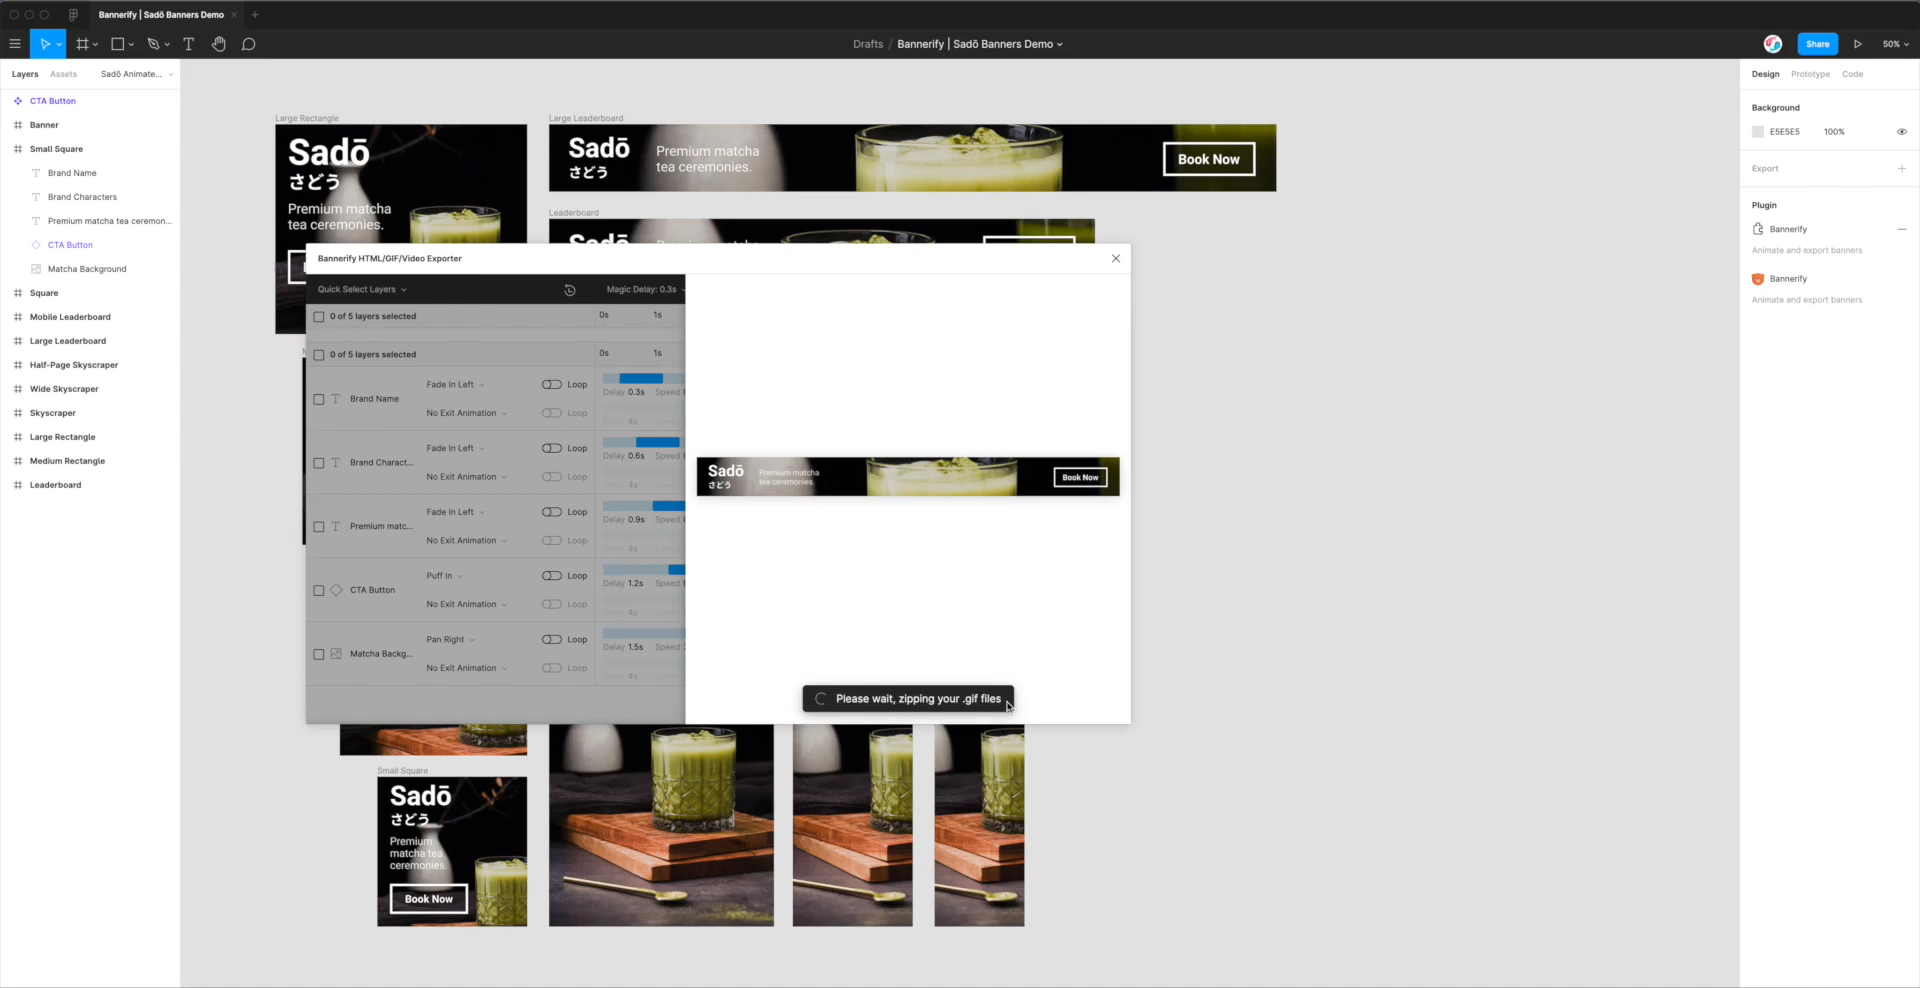 Bannerify | Sadō Banners Demo
Drafts / Bannerify | Sadō Banners Demo
Share
50%
Layers
Assets
Sadō Animate...
CTA Button
Banner
Small Square
Brand Name
Brand Characters
Premium matcha tea ceremon...
CTA Button
Matcha Background
Square
Mobile Leaderboard
Large Leaderboard
Half-Page Skyscraper
Wide Skyscraper
Skyscraper
Large Rectangle
Medium Rectangle
Leaderboard
Large Rectangle
Sadō
さどう
Premium matcha
tea ceremonies.
Large Leaderboard
Sadō
さどう
Premium matcha
tea ceremonies.
Book Now
Leaderboard
Bannerify HTML/GIF/Video Exporter
Quick Select Layers
Magic Delay: 0.3s
0 of 5 layers selected
0s
1s
0 of 5 layers selected
0s
1s
Brand Name
Fade In Left
Loop
Delay 0.3s Speed
No Exit Animation
Loop
Delay 4s
Brand Charact...
Fade In Left
Loop
Delay 0.6s Speed
No Exit Animation
Loop
Delay 4s
Premium matc...
Fade In Left
Loop
Delay 0.9s Speed
No Exit Animation
Loop
Delay 4s
CTA Button
Puff In
Loop
Delay 1.2s Speed
No Exit Animation
Loop
Delay 4s
Matcha Backg...
Pan Right
Loop
Delay 1.5s Speed
No Exit Animation
Loop
Delay 4s
Sadō
さどう
Premium matcha
tea ceremonies.
Book Now
Please wait, zipping your .gif files
Small Square
Sadō
さどう
Premium
matcha tea
ceremonies.
Book Now
Design
Prototype
Code
Background
E5E5E5
100%
Export
Plugin
Bannerify
Animate and export banners
Bannerify
Animate and export banners